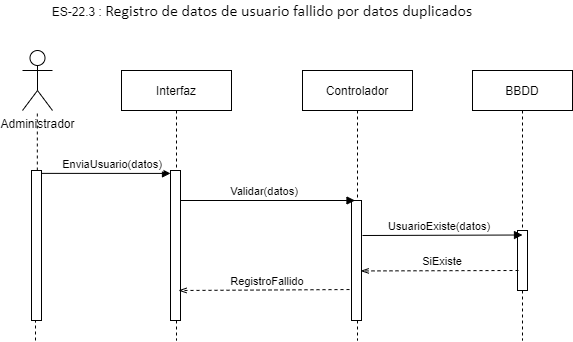 ES-22.3 : Registro de datos de usuario fallido por datos duplicados
Interfaz
Controlador
BBDD
Administrador
EnviaUsuario(datos)
Validar(datos)
UsuarioExiste(datos)
SiExiste
RegistroFallido